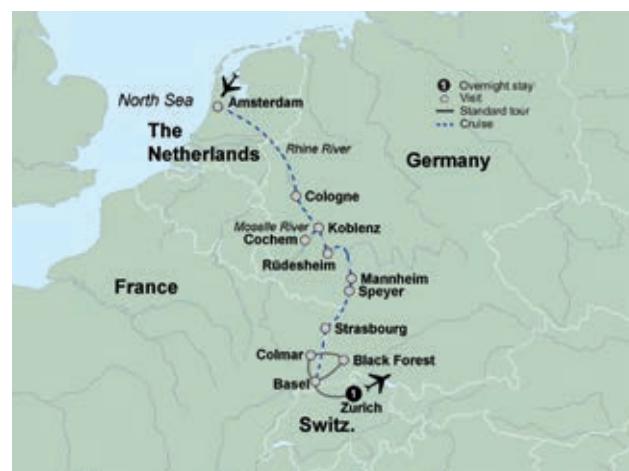 1 Overnight stay
Visit
Standard tour
Cruise
North Sea
Amsterdam
The
Netherlands
Rhine River
Germany
Cologne
Moselle River
Koblenz
Cochem
Rüdesheim
France
Mannheim
Speyer
Strasbourg
Colmar
Black Forest
Basel
1
Zurich
Switz.